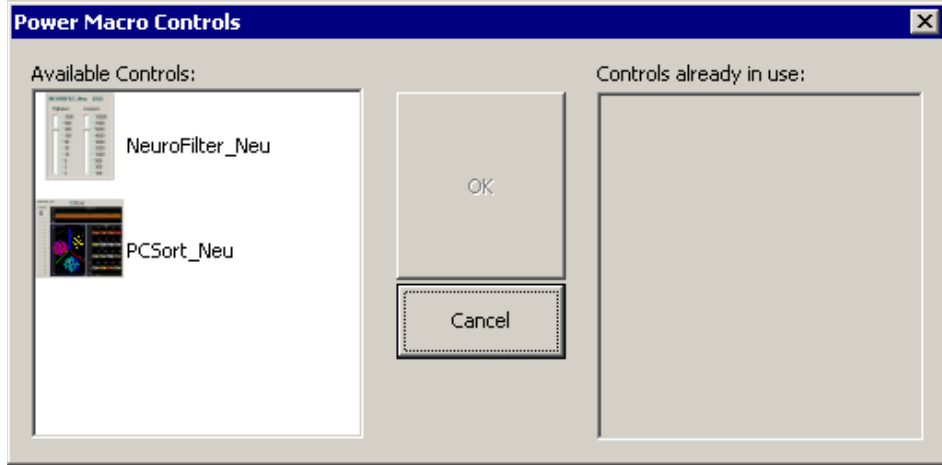 Power Macro Controls
Available Controls:
Controls already in use:
NeuroFilter_Neu
PCSort_Neu
OK
Cancel